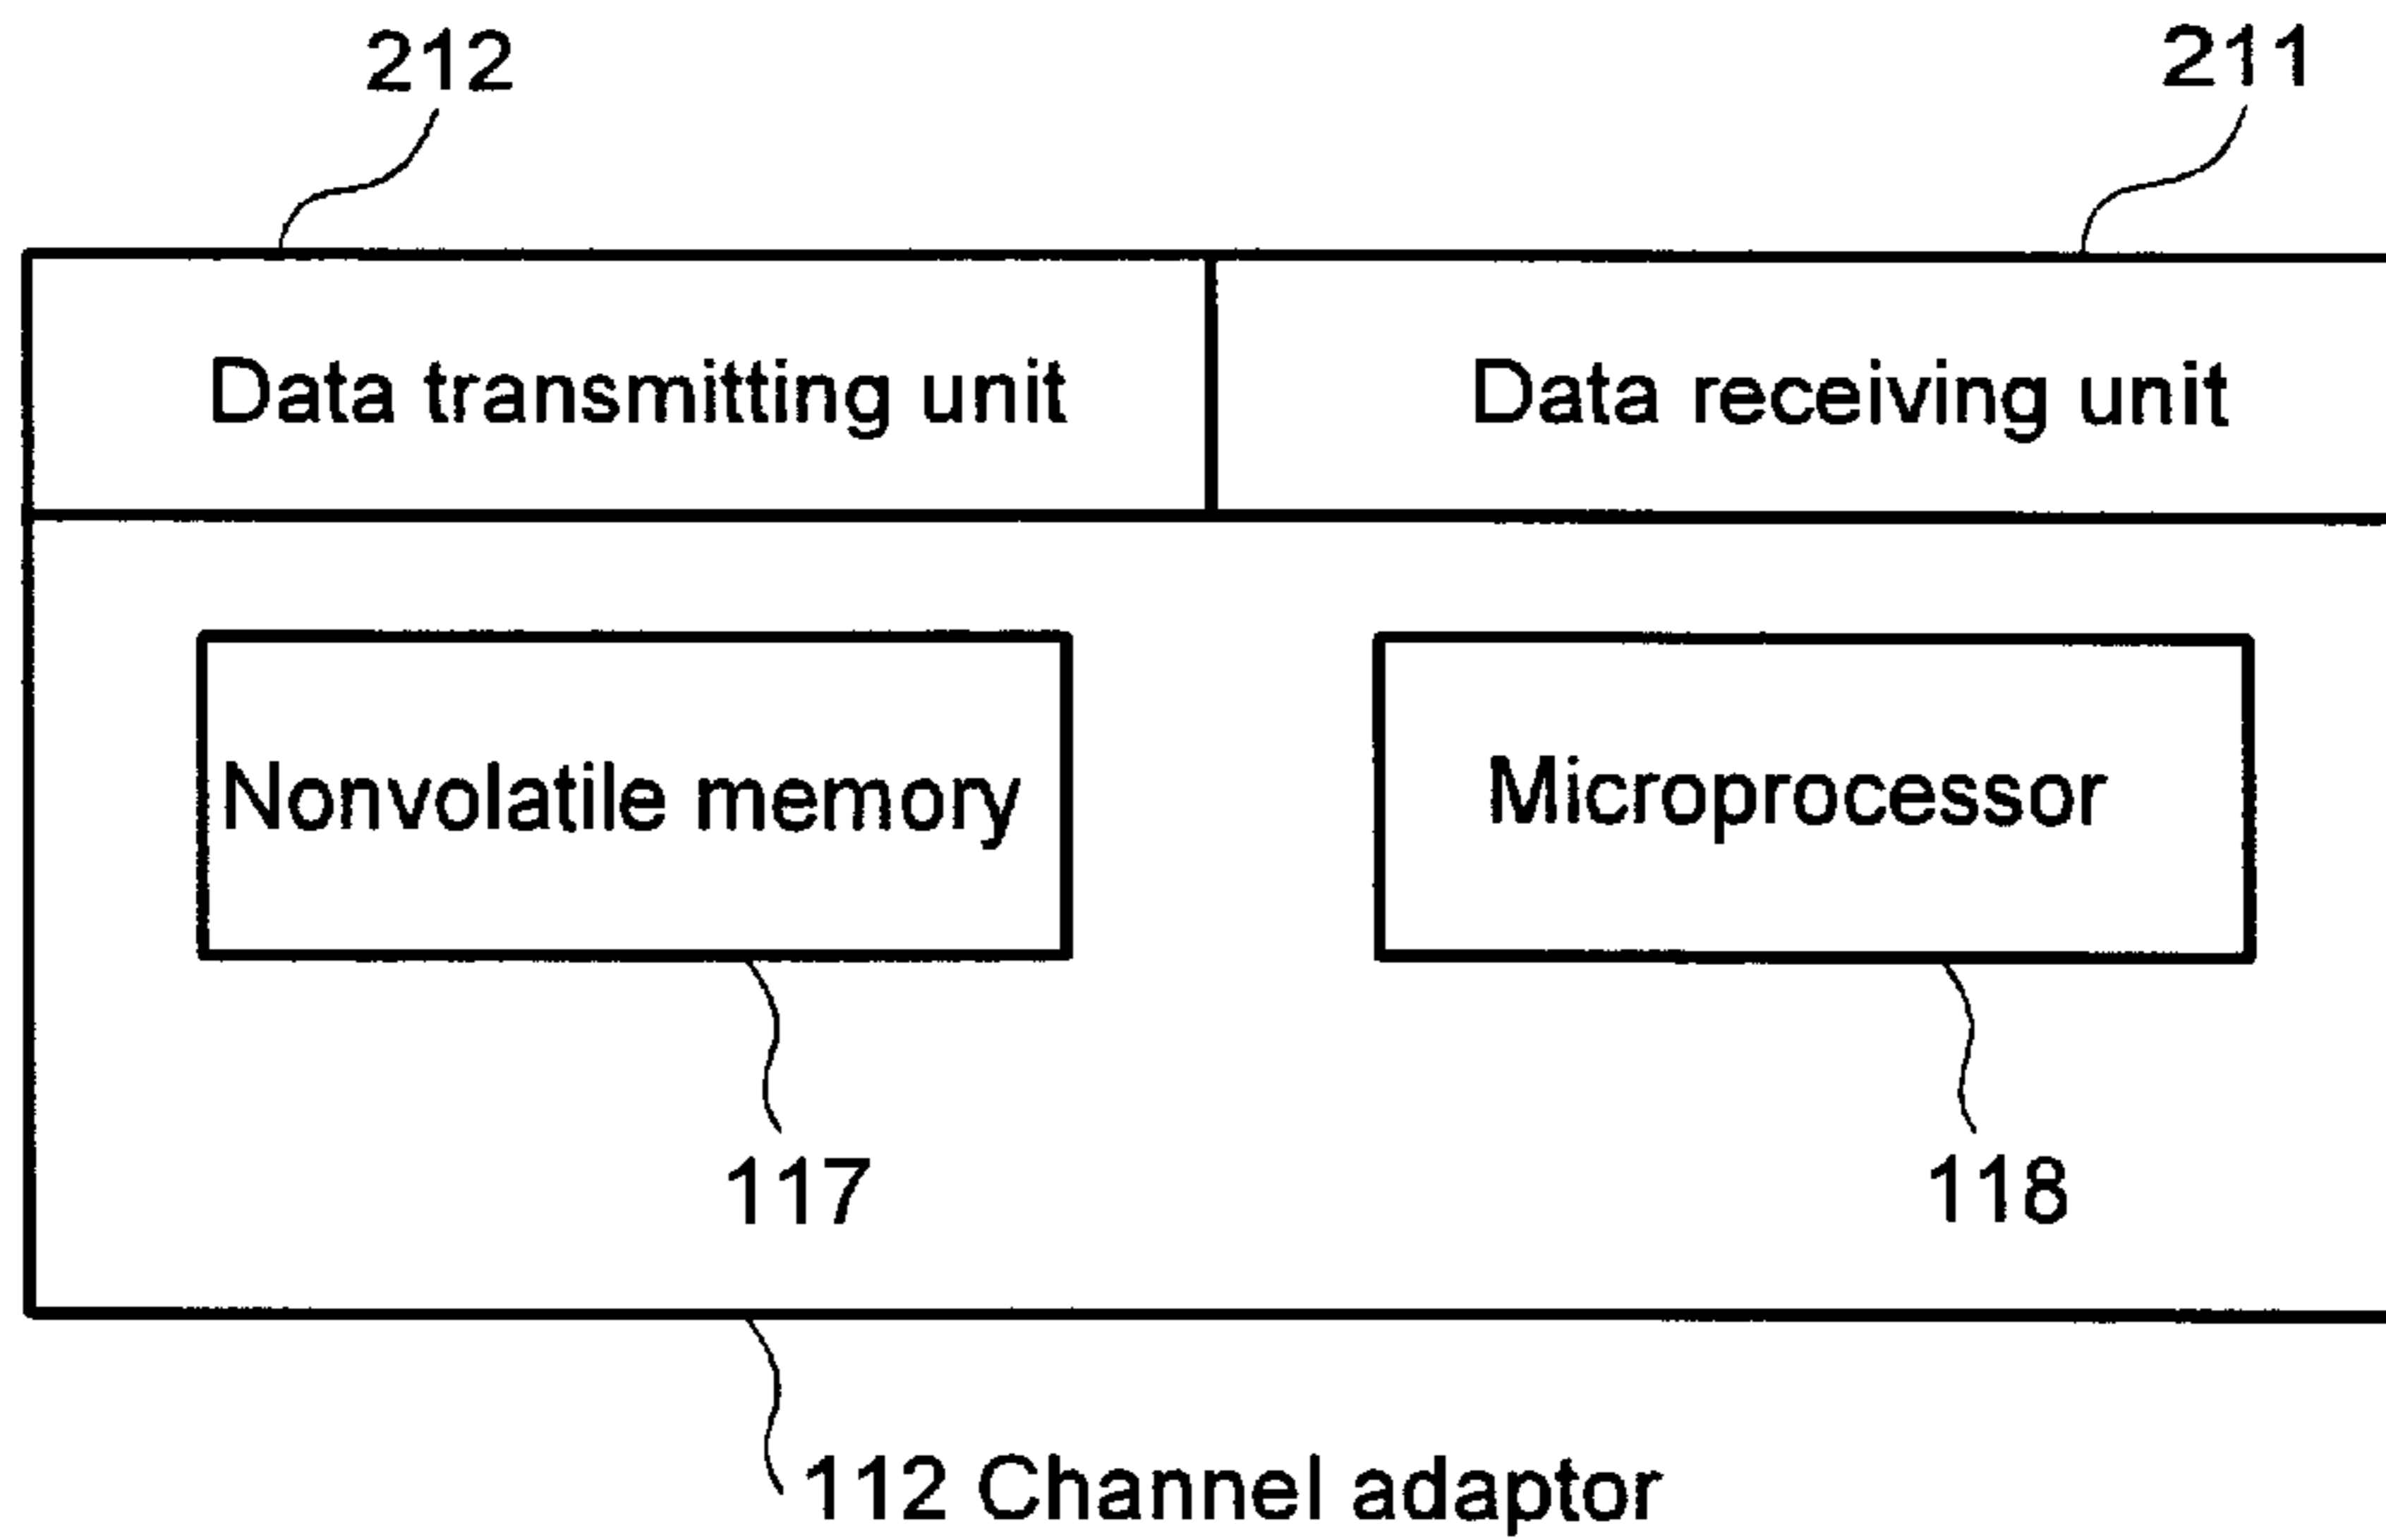 212
211
Data transmitting unit
Data receiving unit
Nonvolatile memory
Microprocessor
117
118
112 Channel adaptor